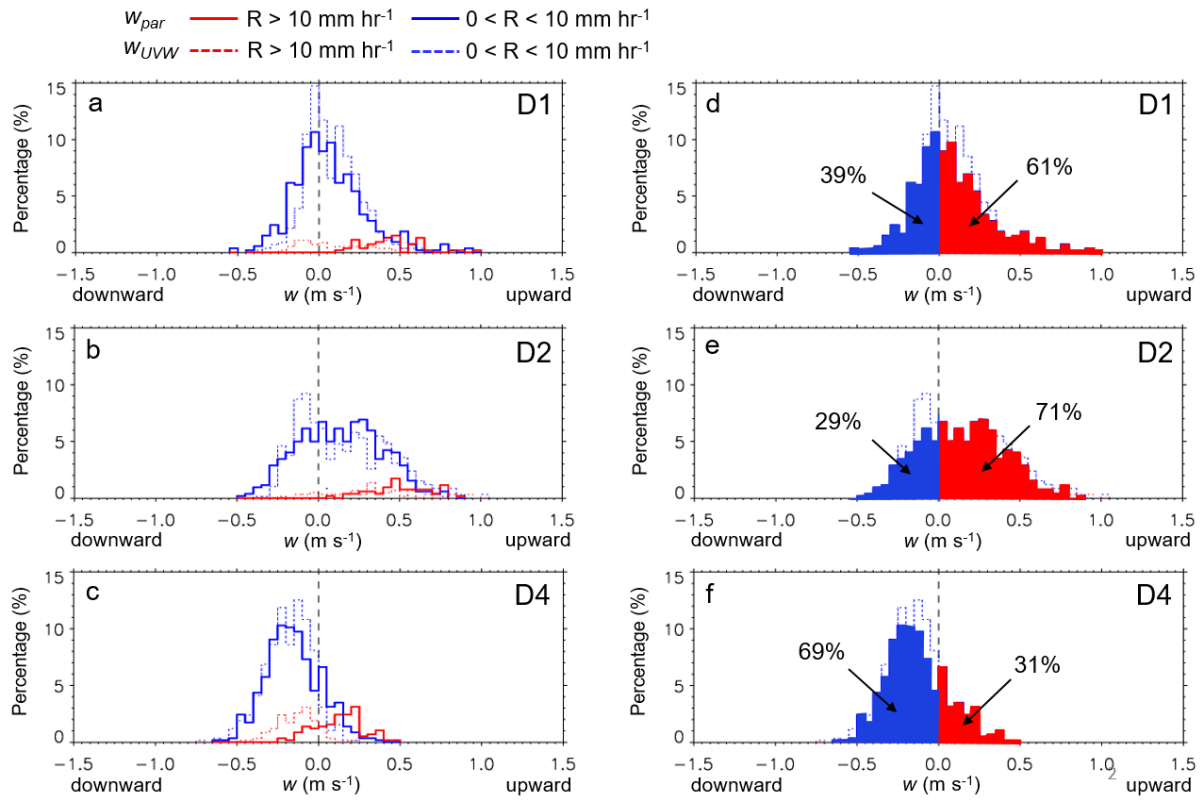 w_par R > 10 mm hr-1 0 < R < 10 mm hr-1
w_UVW R > 10 mm hr-1 0 < R < 10 mm hr-1
a D1
Percentage (%)
15
10
5
0
−1.5 −1.0 −0.5 0.0 0.5 1.0 1.5
downward w (m s-1) upward
d D1
Percentage (%)
15
10
5
0
39% 61%
−1.5 −1.0 −0.5 0.0 0.5 1.0 1.5
downward w (m s-1) upward
b D2
Percentage (%)
15
10
5
0
−1.5 −1.0 −0.5 0.0 0.5 1.0 1.5
downward w (m s-1) upward
e D2
Percentage (%)
15
10
5
0
29% 71%
−1.5 −1.0 −0.5 0.0 0.5 1.0 1.5
downward w (m s-1) upward
c D4
Percentage (%)
15
10
5
0
−1.5 −1.0 −0.5 0.0 0.5 1.0 1.5
downward w (m s-1) upward
f D4
Percentage (%)
15
10
5
0
69% 31%
−1.5 −1.0 −0.5 0.0 0.5 1.0 1.5
downward w (m s-1) upward
2